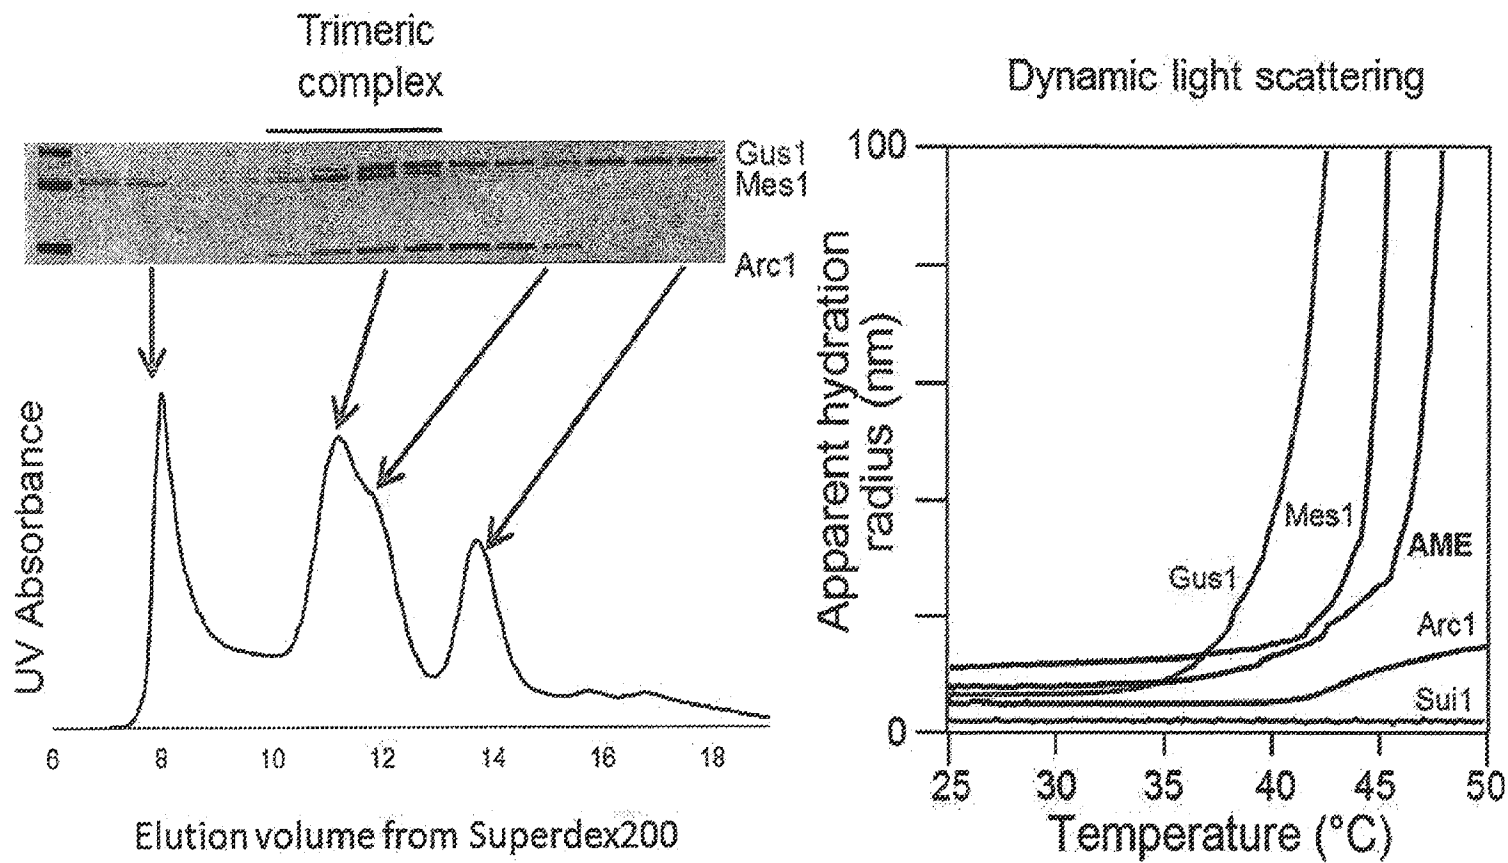 Trimeric
complex
Gus1
Mes1
Arc1
UV Absorbance
6 8 10 12 14 16 18
Elution volume from Superdex200
Dynamic light scattering
100
0
Apparent hydration
radius (nm)
Gus1
Mes1
AME
Arc1
Sui1
25 30 35 40 45 50
Temperature (°C)